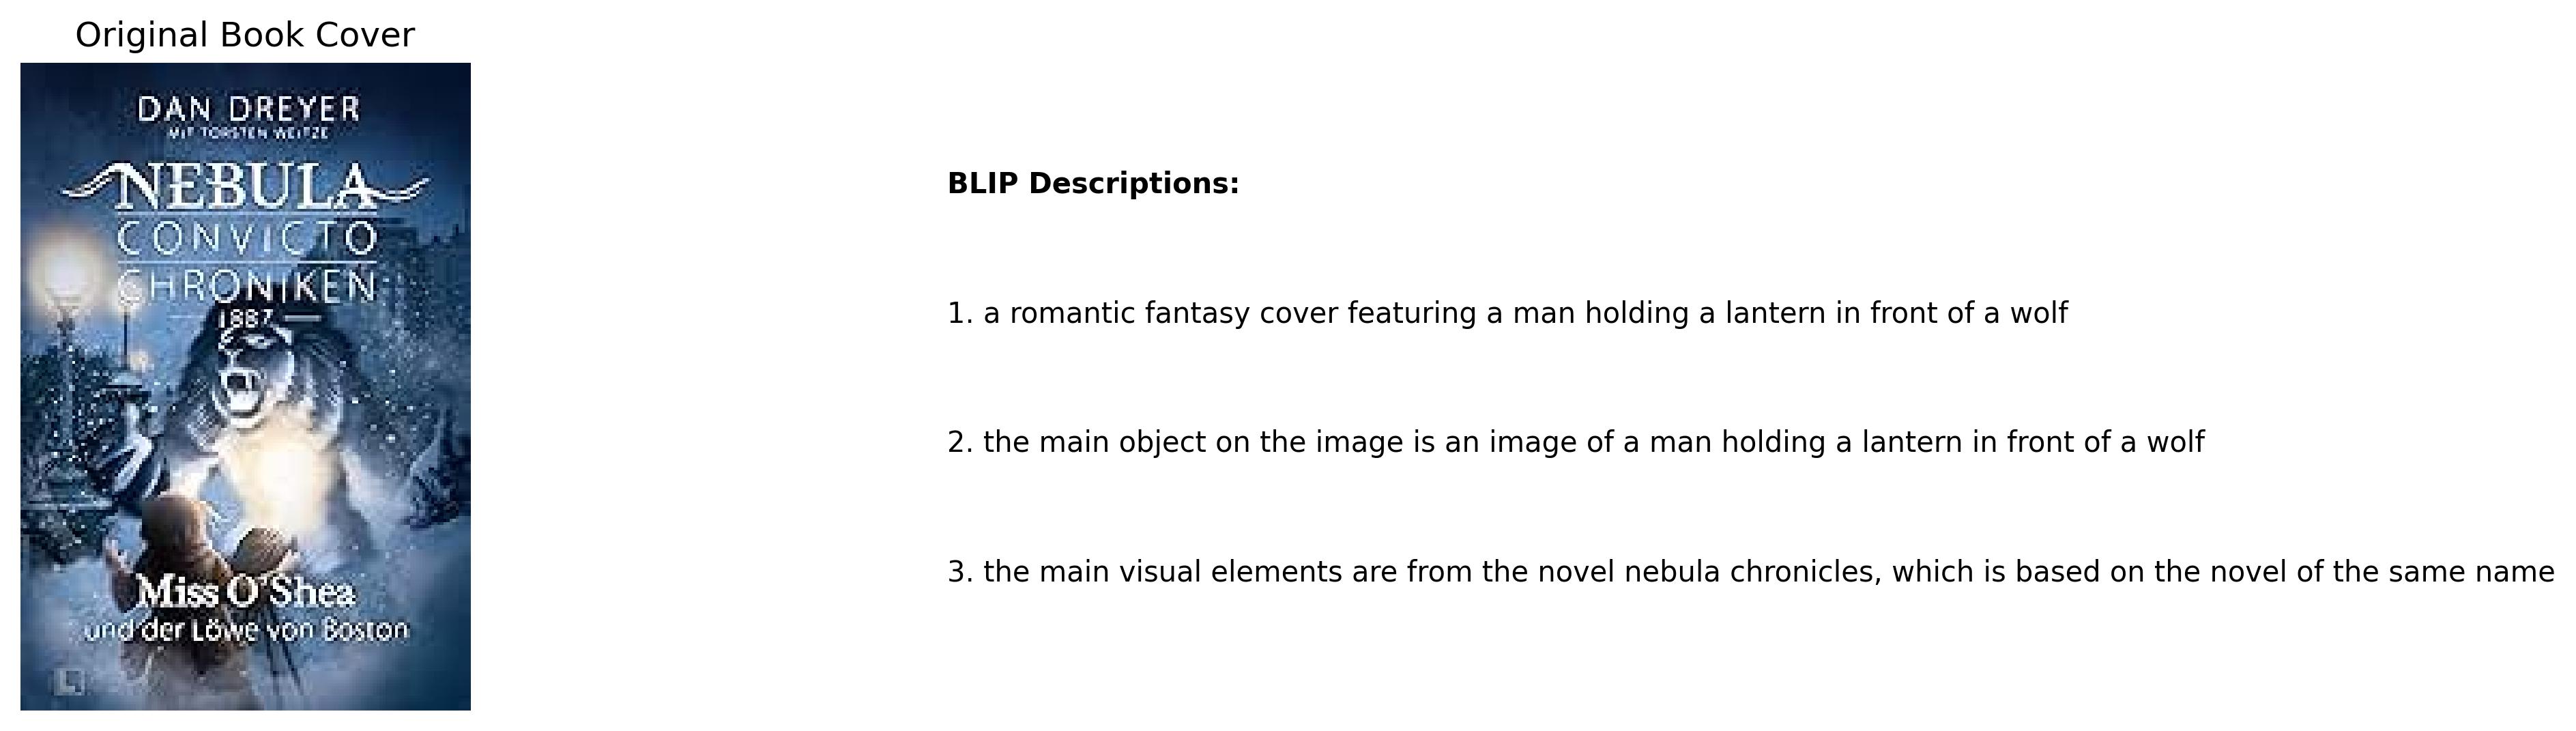 Original Book Cover
DAN DREYER
MIT TORSTEN WEITZE
NEBULA
CONVICTO
CHRONIKEN
1887
Miss O'Shea
und der Löwe von Boston
BLIP Descriptions:
1. a romantic fantasy cover featuring a man holding a lantern in front of a wolf
2. the main object on the image is an image of a man holding a lantern in front of a wolf
3. the main visual elements are from the novel nebula chronicles, which is based on the novel of the same name